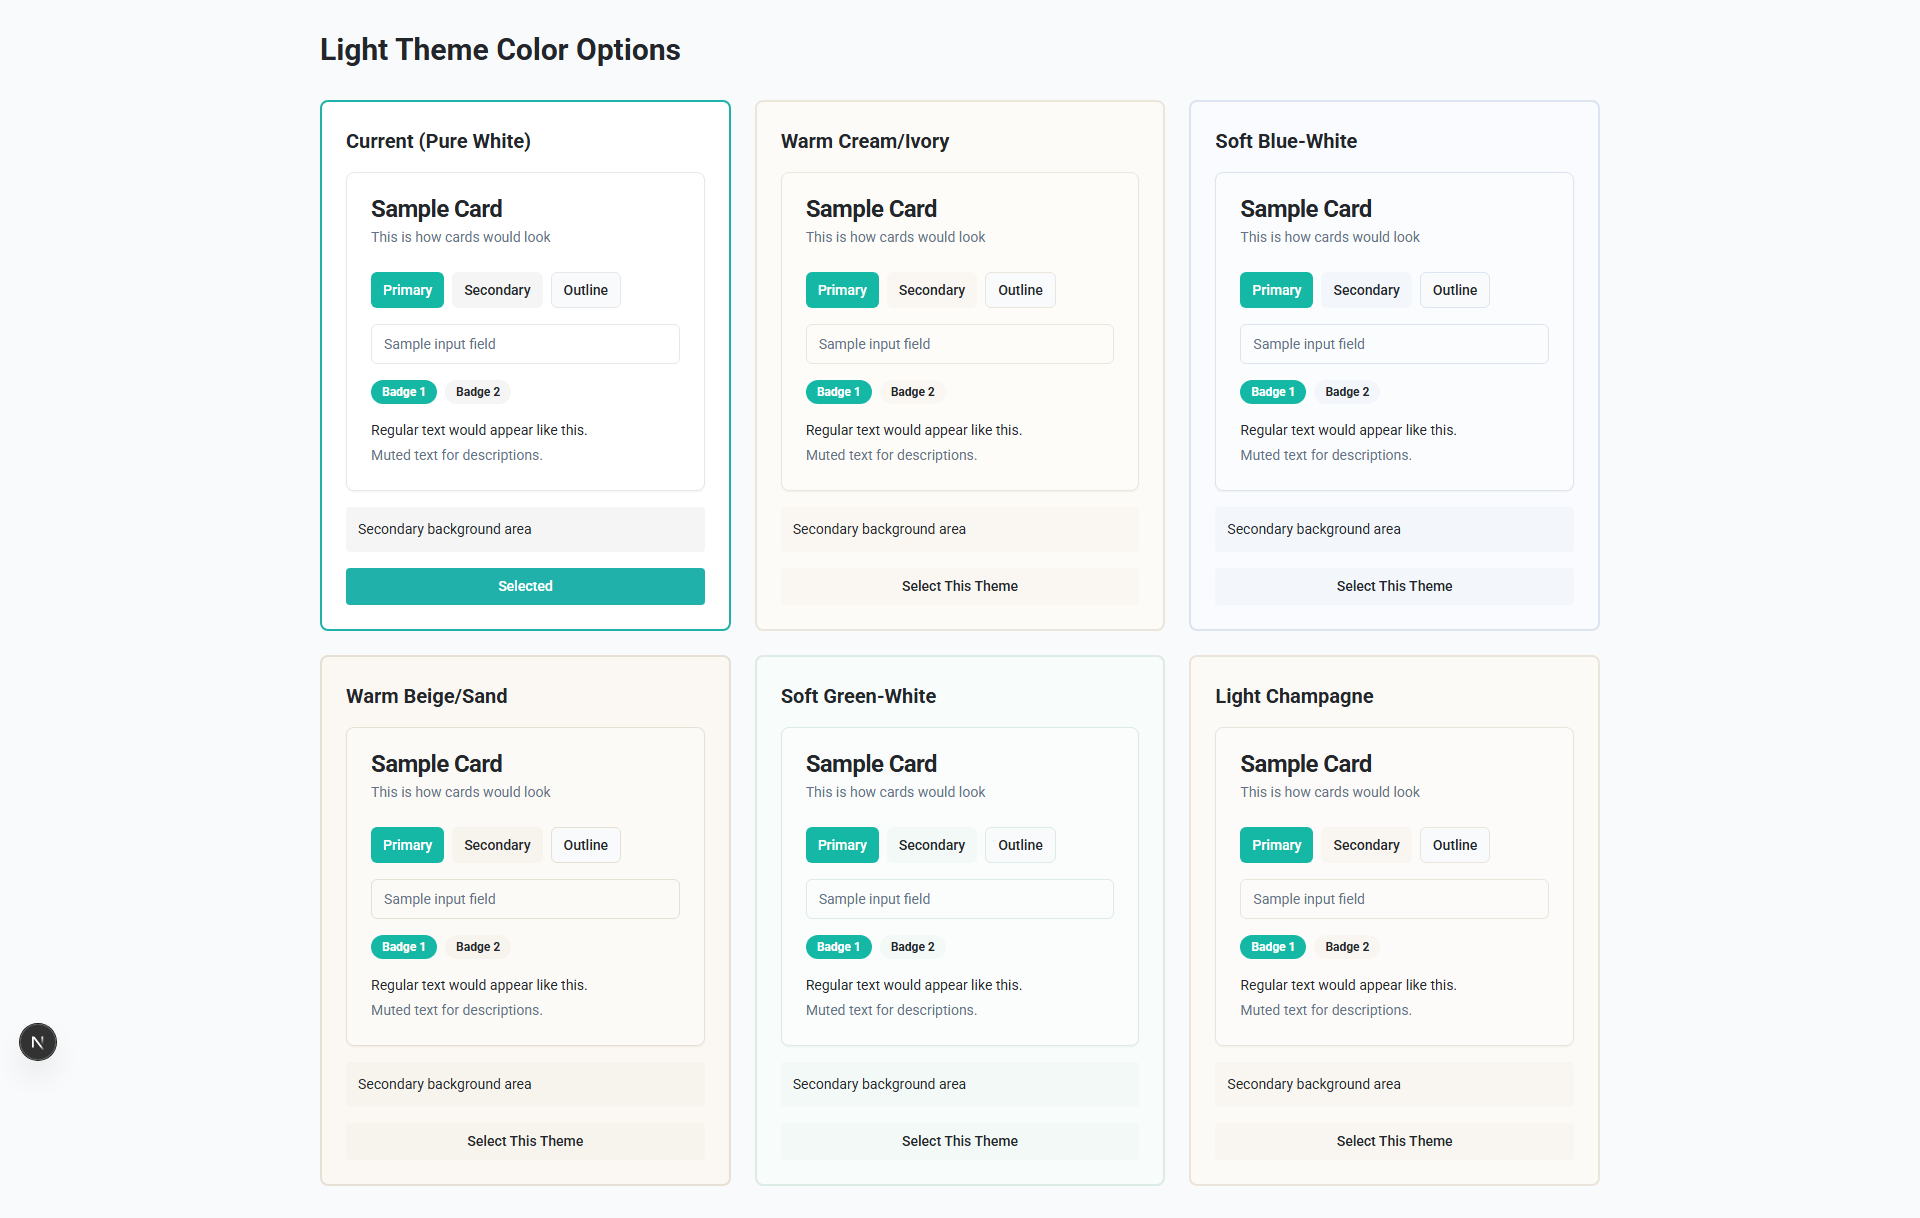 Light Theme Color Options
Current (Pure White)
Sample Card
This is how cards would look
Primary Secondary Outline
Sample input field
Badge 1 Badge 2
Regular text would appear like this.
Muted text for descriptions.
Secondary background area
Selected
Warm Cream/Ivory
Sample Card
This is how cards would look
Primary Secondary Outline
Sample input field
Badge 1 Badge 2
Regular text would appear like this.
Muted text for descriptions.
Secondary background area
Select This Theme
Soft Blue-White
Sample Card
This is how cards would look
Primary Secondary Outline
Sample input field
Badge 1 Badge 2
Regular text would appear like this.
Muted text for descriptions.
Secondary background area
Select This Theme
Warm Beige/Sand
Sample Card
This is how cards would look
Primary Secondary Outline
Sample input field
Badge 1 Badge 2
Regular text would appear like this.
Muted text for descriptions.
Secondary background area
Select This Theme
Soft Green-White
Sample Card
This is how cards would look
Primary Secondary Outline
Sample input field
Badge 1 Badge 2
Regular text would appear like this.
Muted text for descriptions.
Secondary background area
Select This Theme
Light Champagne
Sample Card
This is how cards would look
Primary Secondary Outline
Sample input field
Badge 1 Badge 2
Regular text would appear like this.
Muted text for descriptions.
Secondary background area
Select This Theme
N